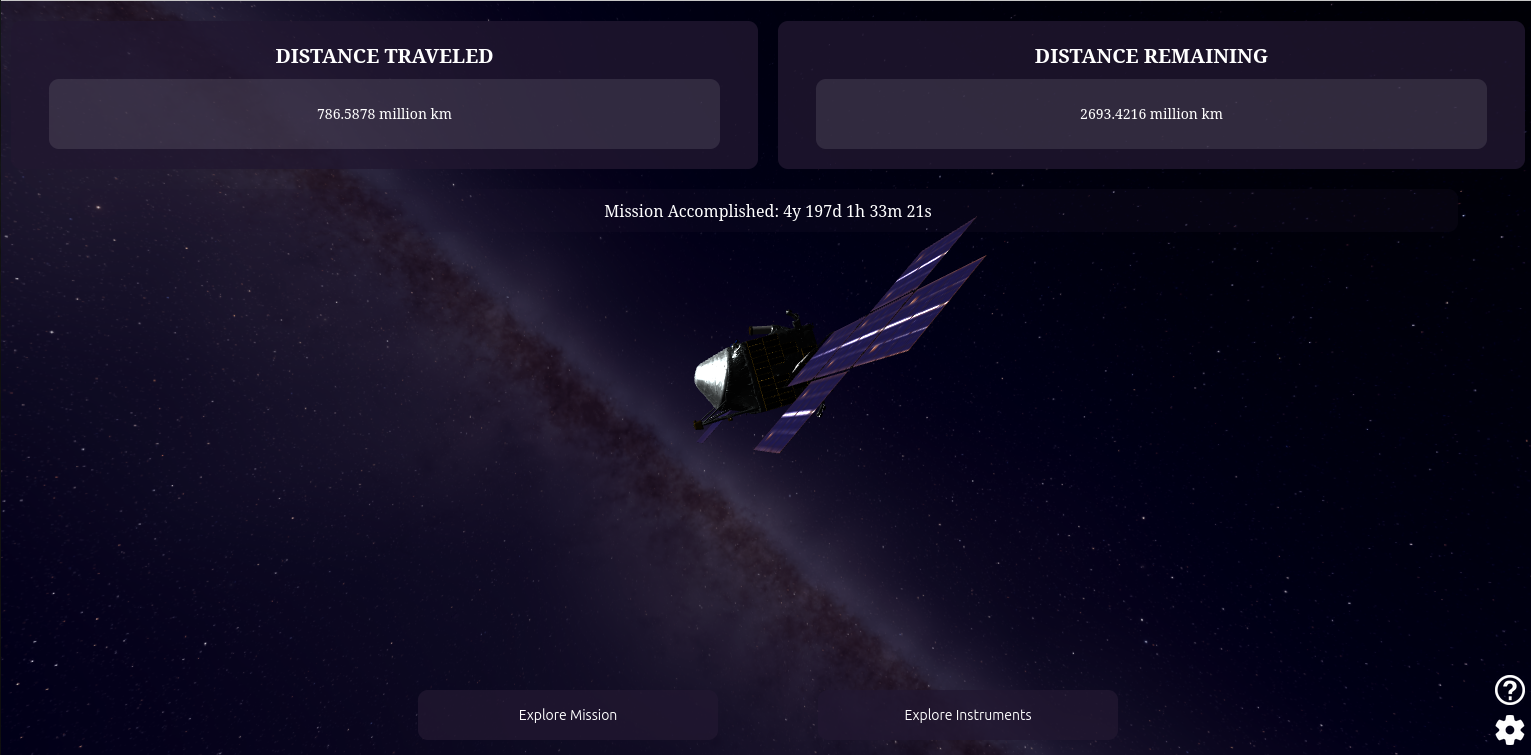 DISTANCE TRAVELED
786.5878 million km
DISTANCE REMAINING
2693.4216 million km
Mission Accomplished: 4y 197d 1h 33m 21s
Explore Mission
Explore Instruments